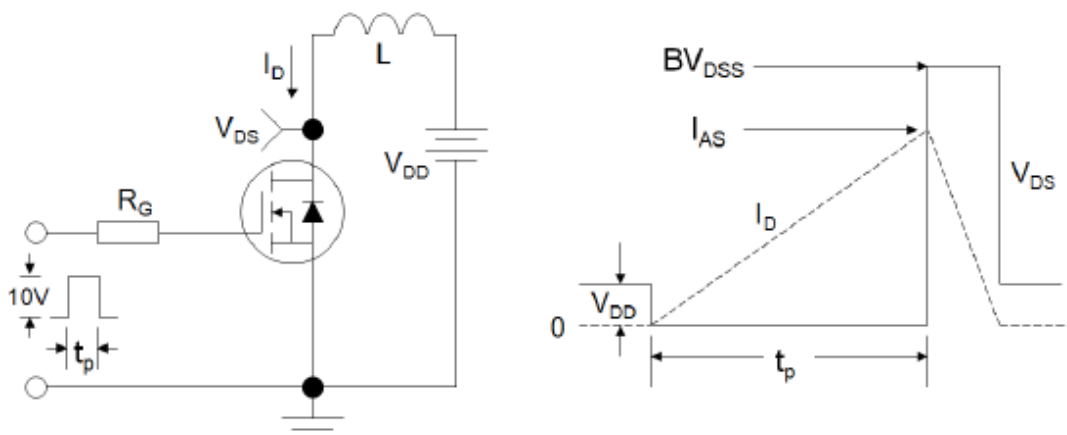 L
I_D
V_DS
V_DD
R_G
10V
t_p
BV_DSS
I_AS
V_DS
I_D
V_DD
0
t_p